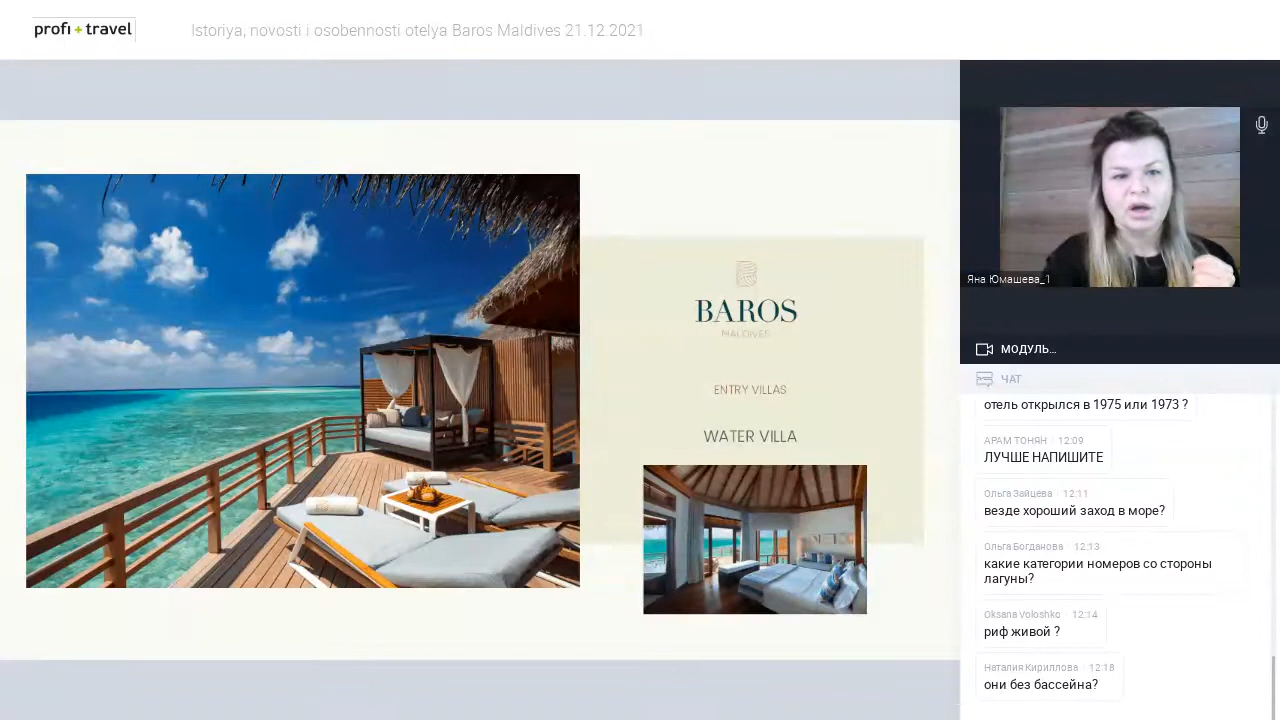 profi + travel
Istoriya, novosti i osobennosti otelya Baros Maldives 21.12 2021
BAROS
MALDIVES
ENTRY VILLAS
WATER VILLA
Яна Юмашева_1
МОДУЛЬ...
ЧАТ
отель открылся в 1975 или 1973 ?
АРАМ ТОНЯН 12:09
ЛУЧШЕ НАПИШИТЕ
Ольга Зайцева 12:11
везде хороший заход в море?
Ольга Богданова 12:13
какие категории номеров со стороны
лагуны?
Oksana Voloshko 12:14
риф живой ?
Наталия Кириллова 12:18
они без бассейна?